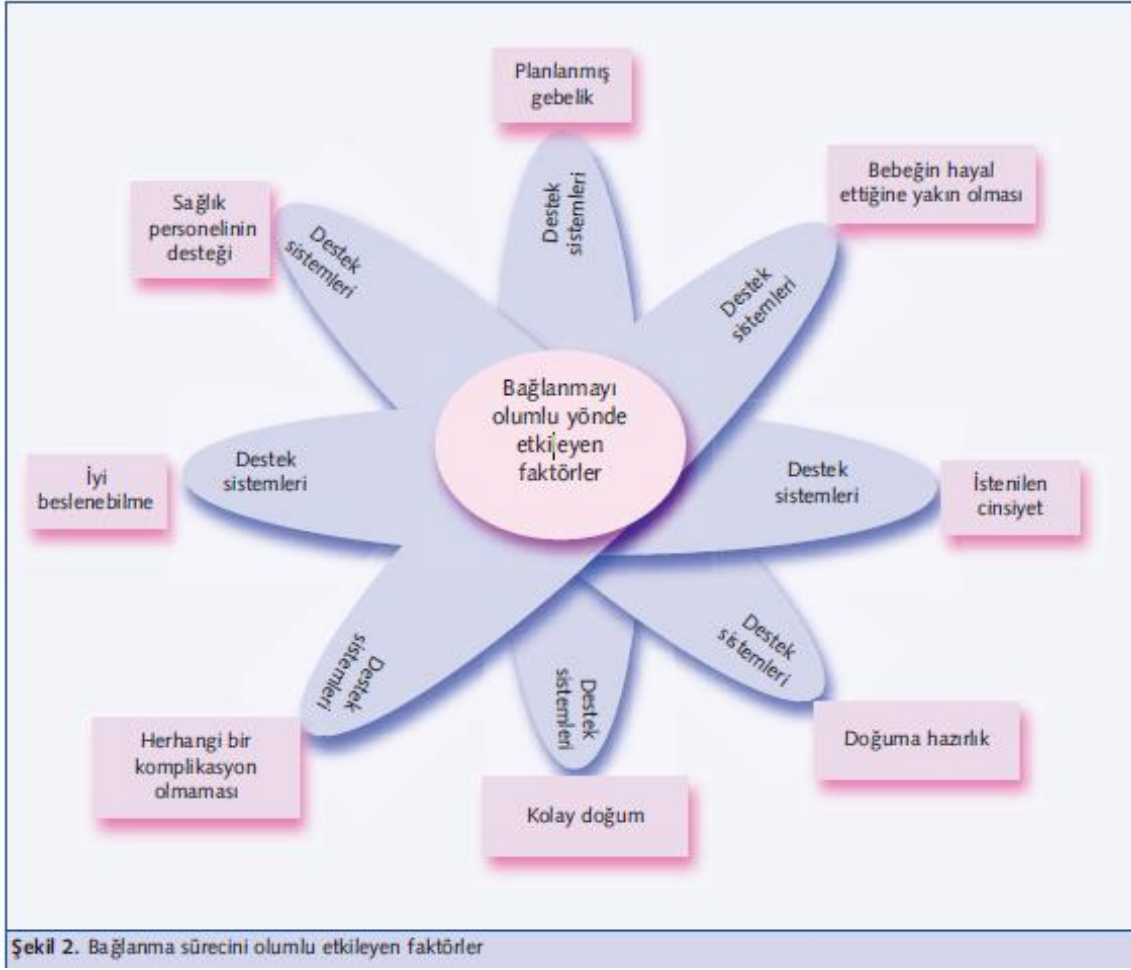 Planlanmış
gebelik
Destek
sistemleri
Bebeğin hayal
ettiğine yakın olması
Destek
sistemleri
İstenilen
cinsiyet
Destek
sistemleri
Doğuma hazırlık
Destek
sistemleri
Kolay doğum
Destek
sistemleri
Herhangi bir
komplikasyon
olmaması
Destek
sistemleri
İyi
beslenebilme
Destek
sistemleri
Sağlık
personelinin
desteği
Destek
sistemleri
Bağlanmayı
olumlu yönde
etkileyen
faktörler
Şekil 2. Bağlanma sürecini olumlu etkileyen faktörler